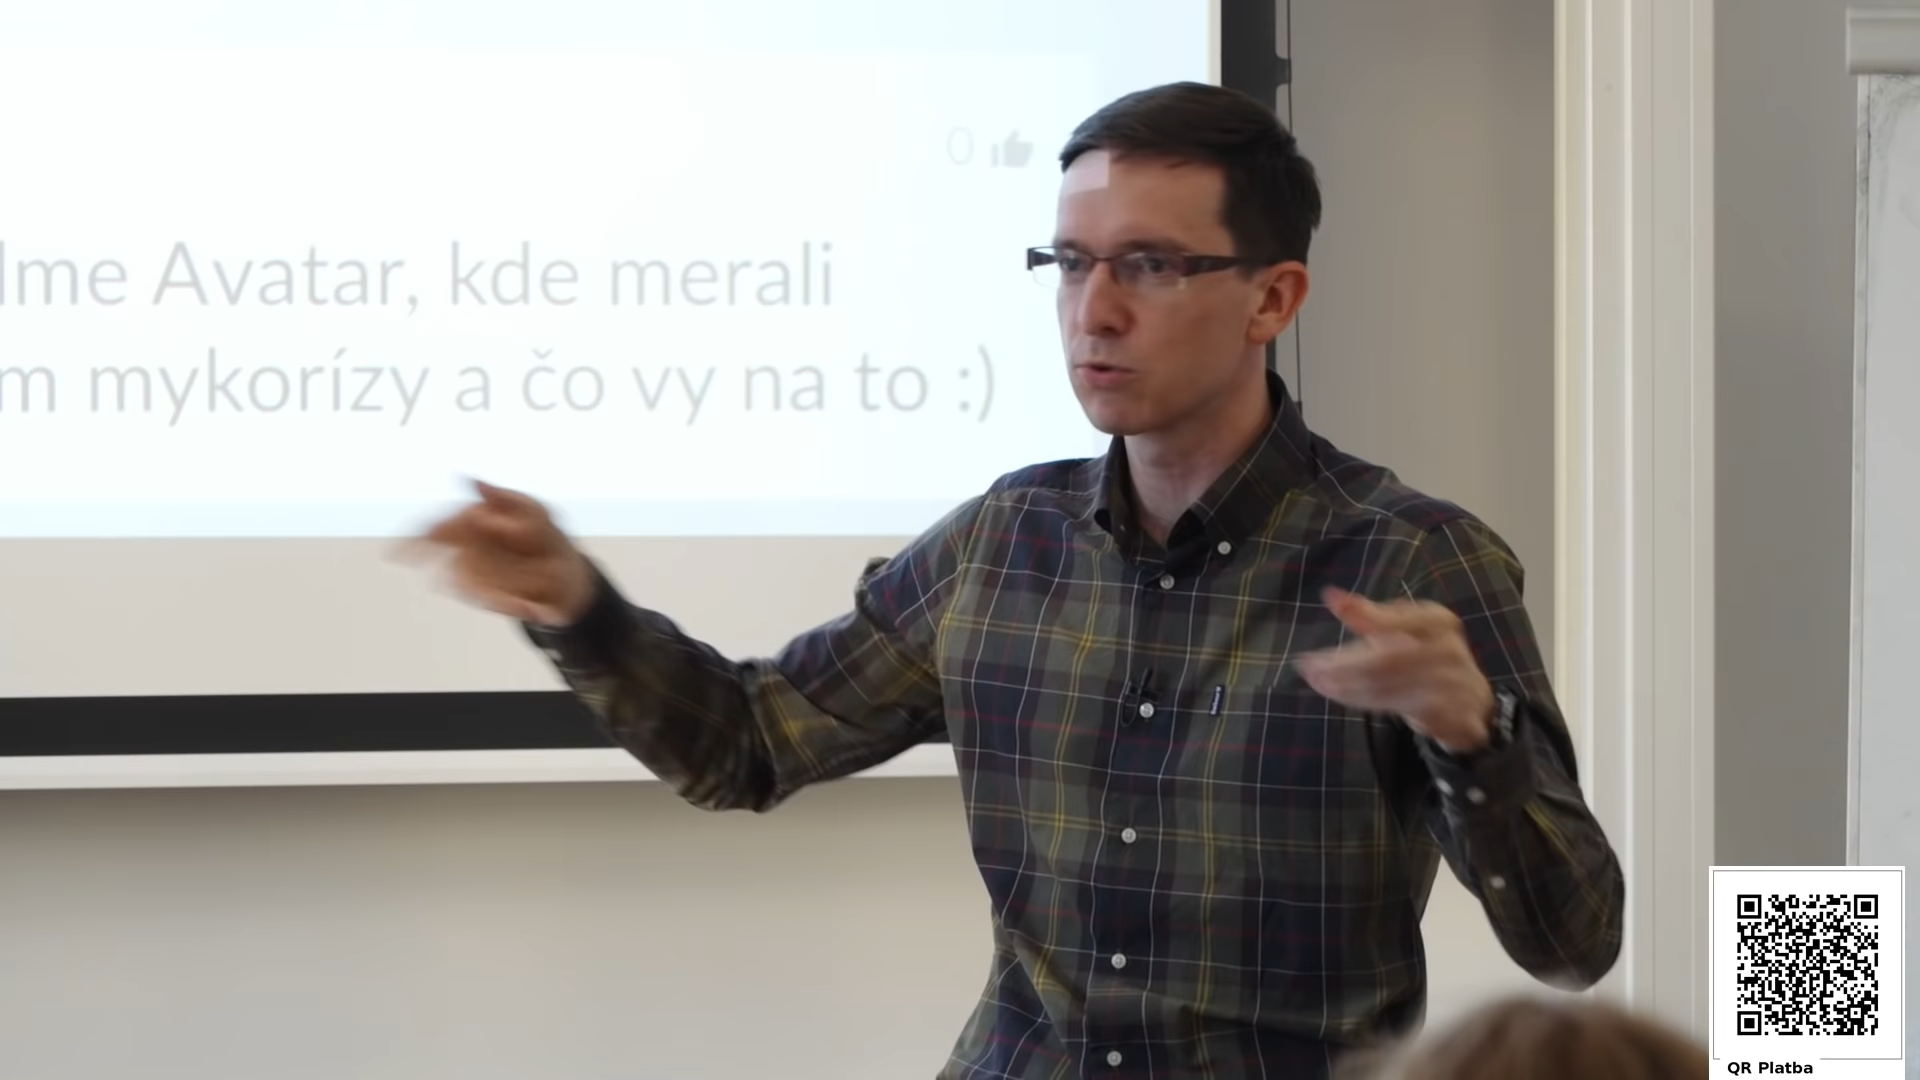 0
lme Avatar, kde merali
m mykorízy a čo vy na to :)
QR Platba